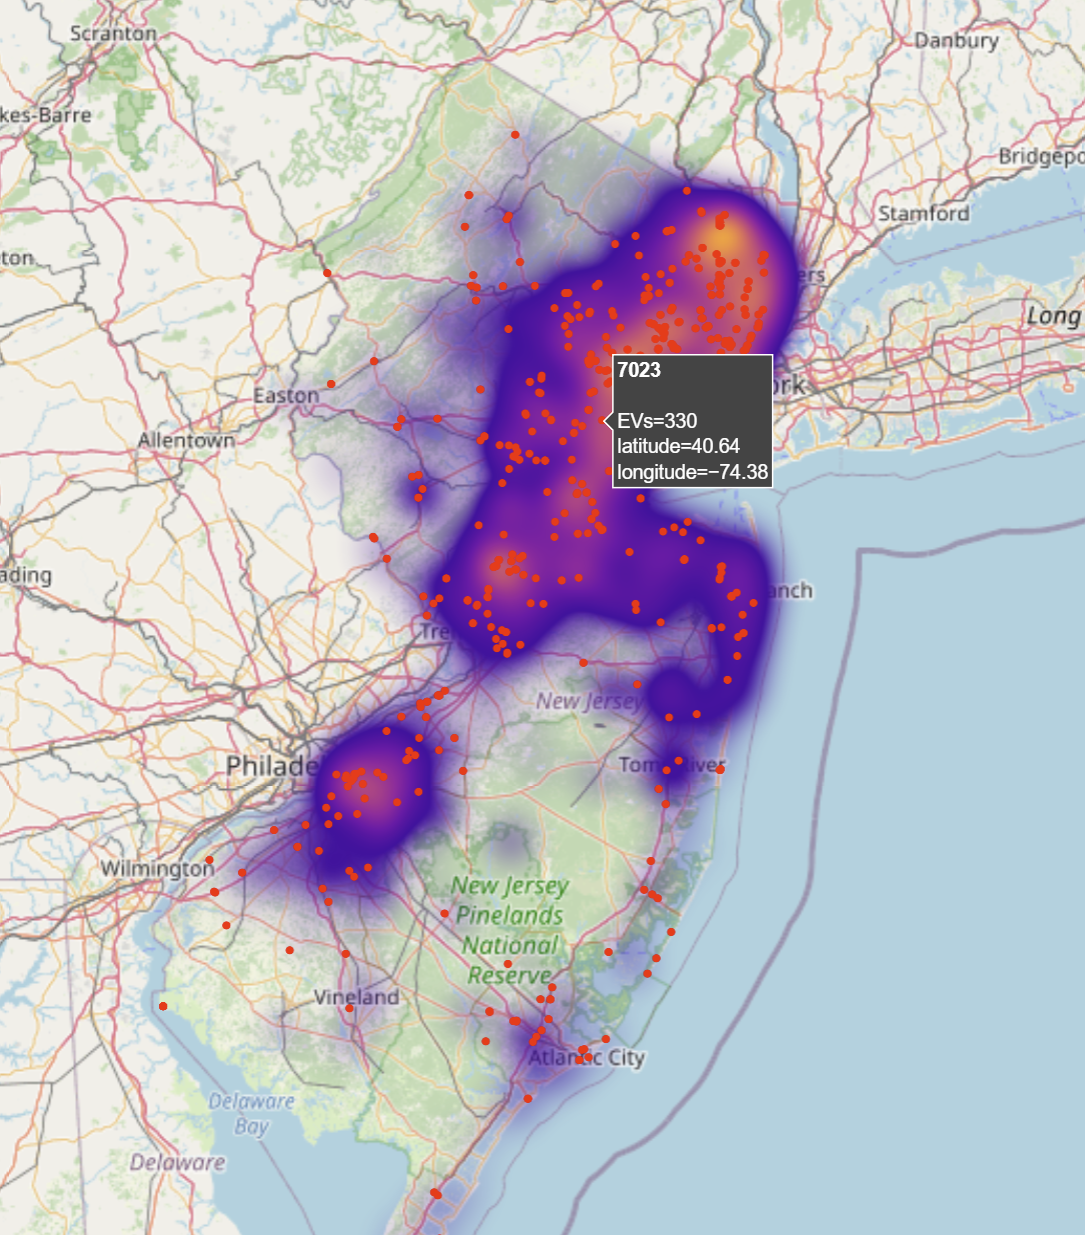 Scranton
Danbury
kes-Barre
Bridgepo
Stamford
ton
ers
Long
7023
ork
EVs=330
latitude=40.64
longitude=−74.38
Easton
Allentown
ading
anch
Tre
New Jersey
Philade
Toms River
Wilmington
New Jersey
Pinelands
National
Reserve
Vineland
Atlantic City
Delaware
Bay
Delaware